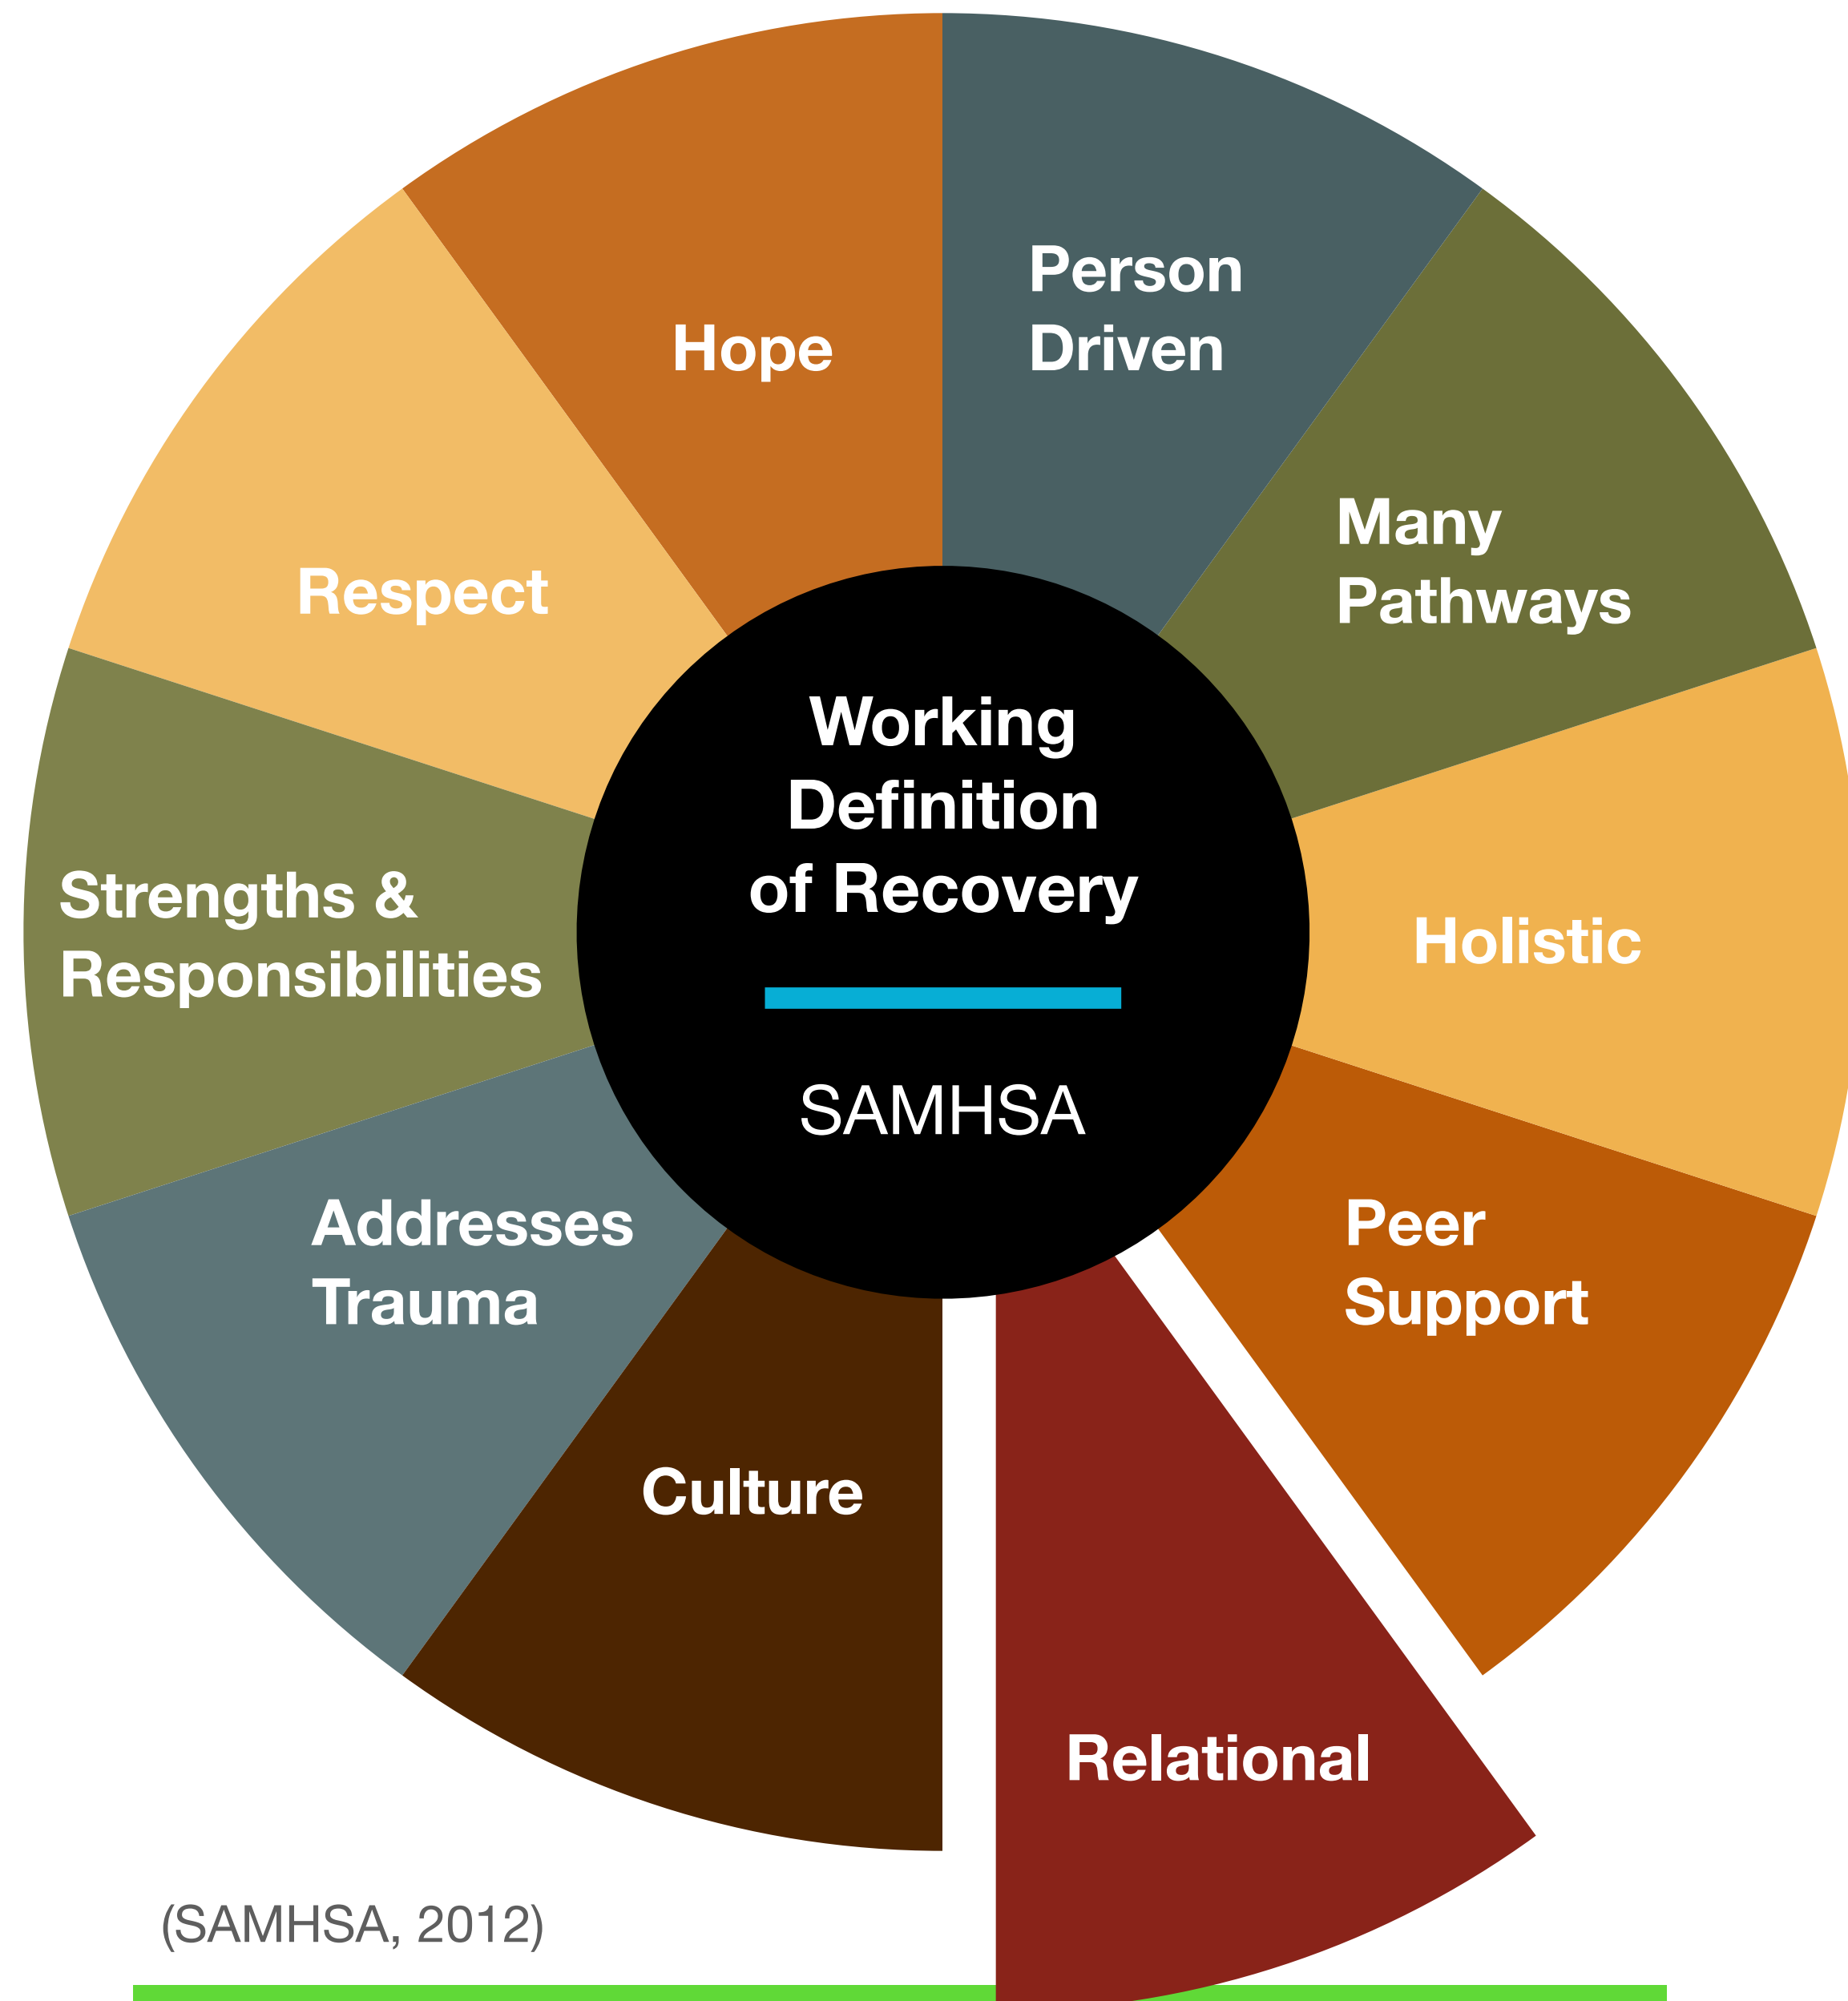 Hope
Person
Driven
Many
Pathways
Respect
Working
Definition
of Recovery
SAMHSA
Strengths &
Responsibilities
Holistic
Addresses
Trauma
Peer
Support
Culture
Relational
(SAMHSA, 2012)